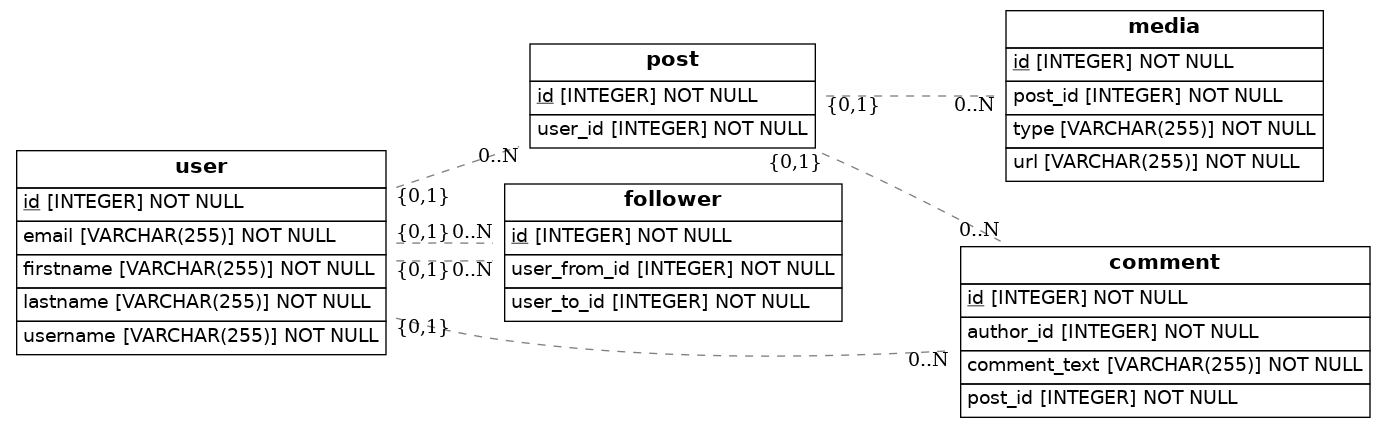 user
id [INTEGER] NOT NULL
email [VARCHAR(255)] NOT NULL
firstname [VARCHAR(255)] NOT NULL
lastname [VARCHAR(255)] NOT NULL
username [VARCHAR(255)] NOT NULL
post
id [INTEGER] NOT NULL
user_id [INTEGER] NOT NULL
follower
id [INTEGER] NOT NULL
user_from_id [INTEGER] NOT NULL
user_to_id [INTEGER] NOT NULL
media
id [INTEGER] NOT NULL
post_id [INTEGER] NOT NULL
type [VARCHAR(255)] NOT NULL
url [VARCHAR(255)] NOT NULL
comment
id [INTEGER] NOT NULL
author_id [INTEGER] NOT NULL
comment_text [VARCHAR(255)] NOT NULL
post_id [INTEGER] NOT NULL
{0,1} 0..N
{0,1} 0..N
{0,1} 0..N
{0,1} 0..N
{0,1} 0..N
{0,1} 0..N